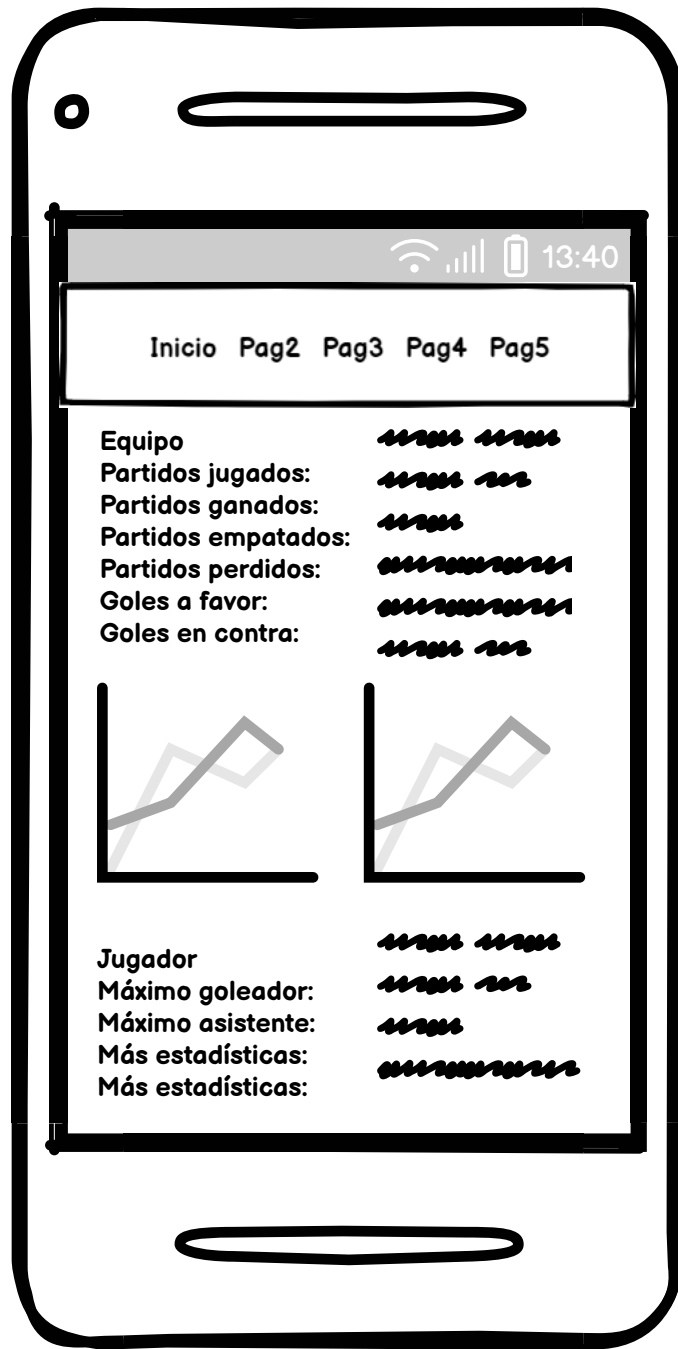 13:40
Inicio Pag2 Pag3 Pag4 Pag5
Equipo
Partidos jugados:
Partidos ganados:
Partidos empatados:
Partidos perdidos:
Goles a favor:
Goles en contra:
Jugador
Máximo goleador:
Máximo asistente:
Más estadísticas:
Más estadísticas: